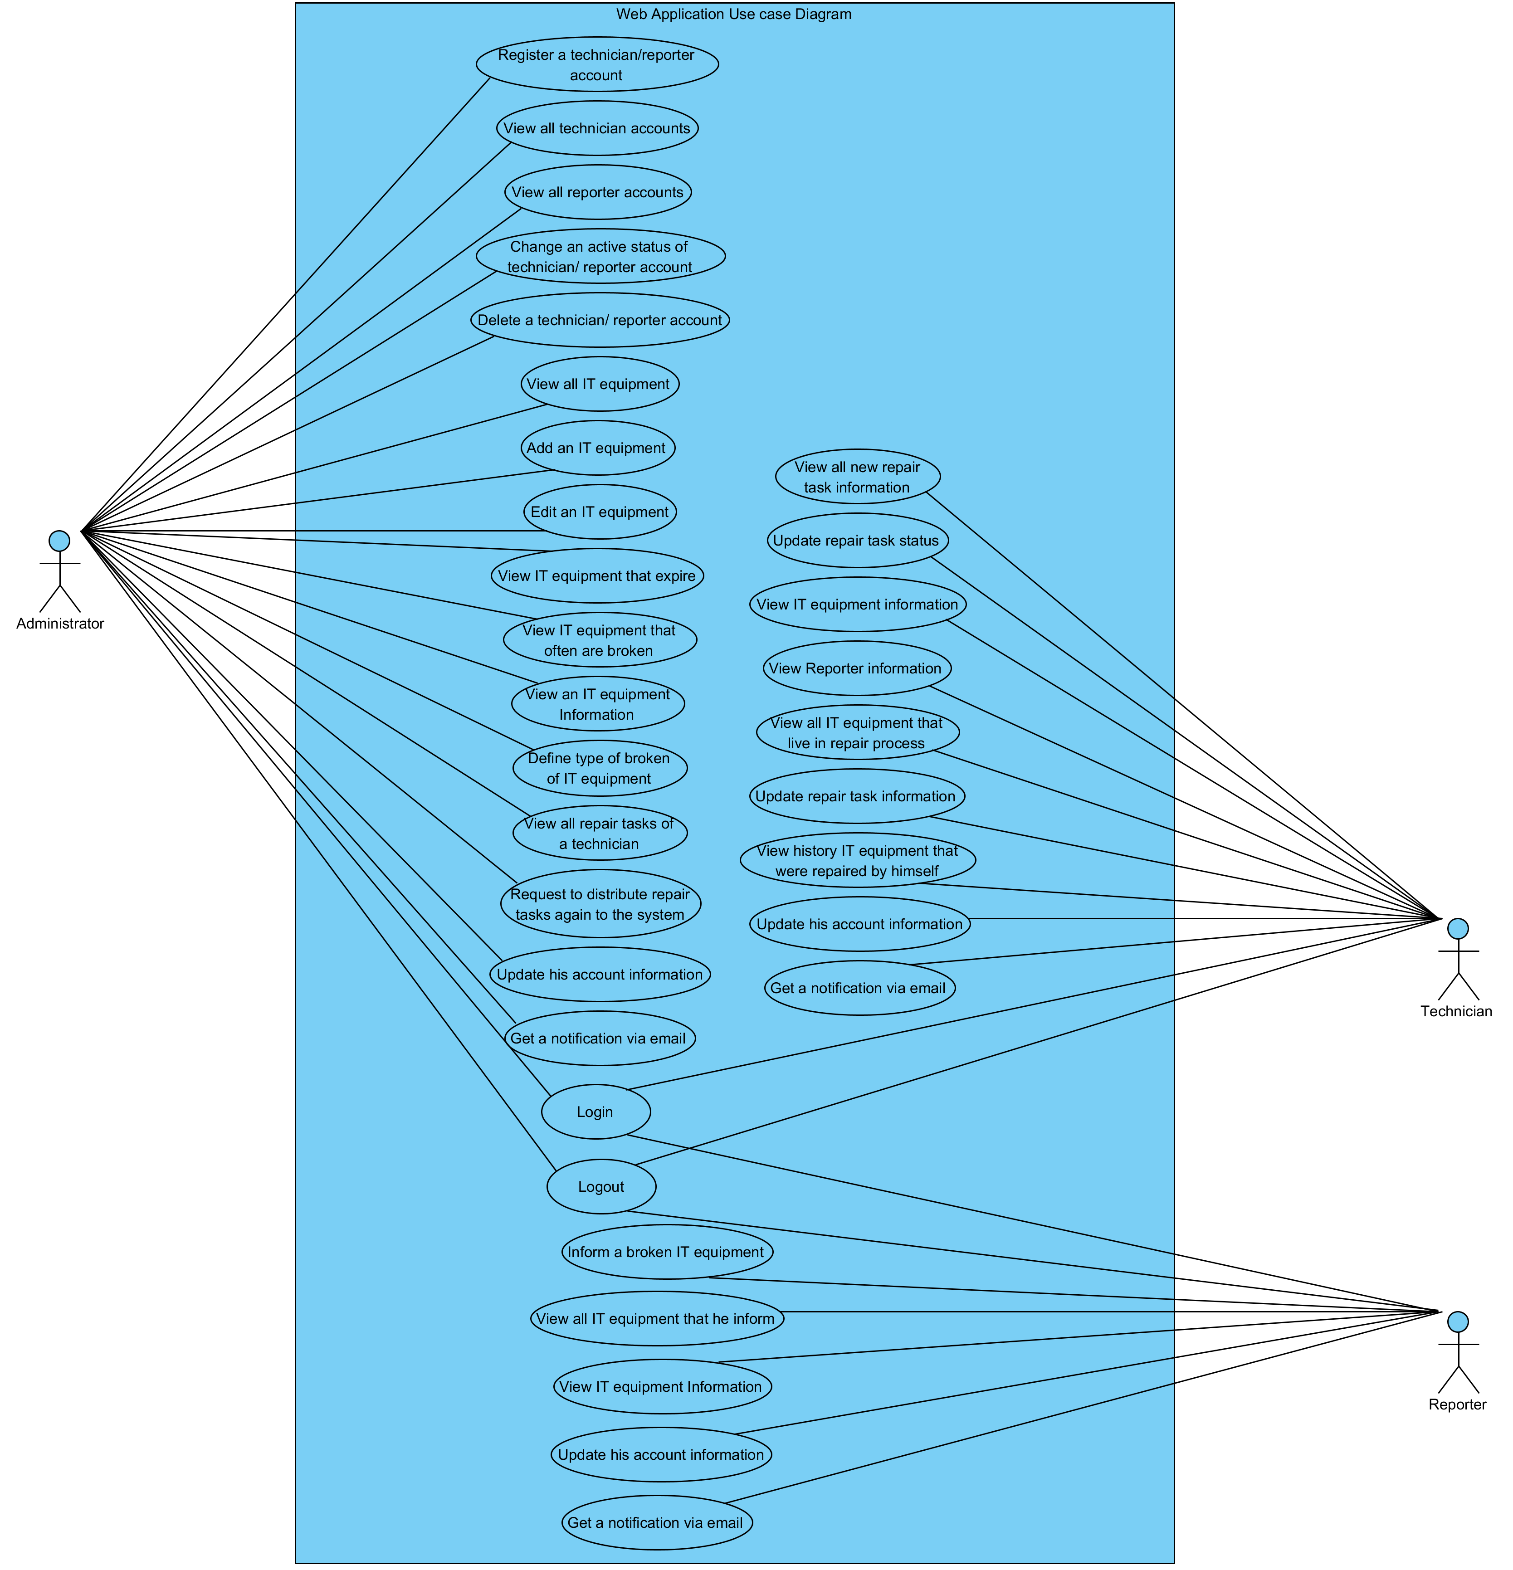 Web Application Use case Diagram
Register a technician/reporter
account
View all technician accounts
View all reporter accounts
Change an active status of
technician/ reporter account
Delete a technician/ reporter account
View all IT equipment
Add an IT equipment
Edit an IT equipment
View IT equipment that expire
View IT equipment that
often are broken
View an IT equipment
Information
Define type of broken
of IT equipment
View all repair tasks of
a technician
Request to distribute repair
tasks again to the system
Update his account information
Get a notification via email
Login
Logout
Inform a broken IT equipment
View all IT equipment that he inform
View IT equipment Information
Update his account information
Get a notification via email
View all new repair
task information
Update repair task status
View IT equipment information
View Reporter information
View all IT equipment that
live in repair process
Update repair task information
View history IT equipment that
were repaired by himself
Update his account information
Get a notification via email
Administrator
Technician
Reporter